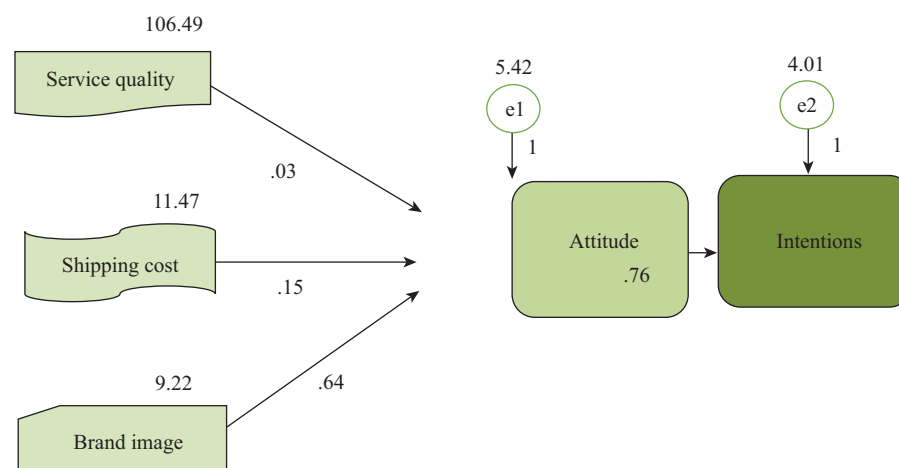 106.49
Service quality
.03
11.47
Shipping cost
.15
9.22
Brand image
.64
5.42
e1
1
Attitude
.76
4.01
e2
1
Intentions